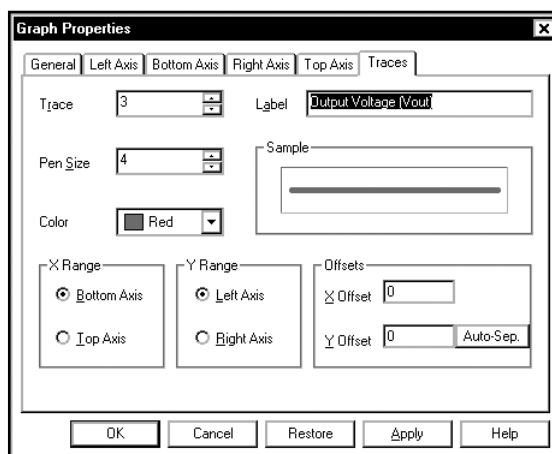 Graph Properties
General Left Axis Bottom Axis Right Axis Top Axis Traces
Trace 3 Label Output Voltage (Vout)
Pen Size 4 Sample
Color Red
X Range Y Range Offsets
Bottom Axis Left Axis X Offset 0
Top Axis Right Axis Y Offset 0 Auto-Sep.
OK Cancel Restore Apply Help